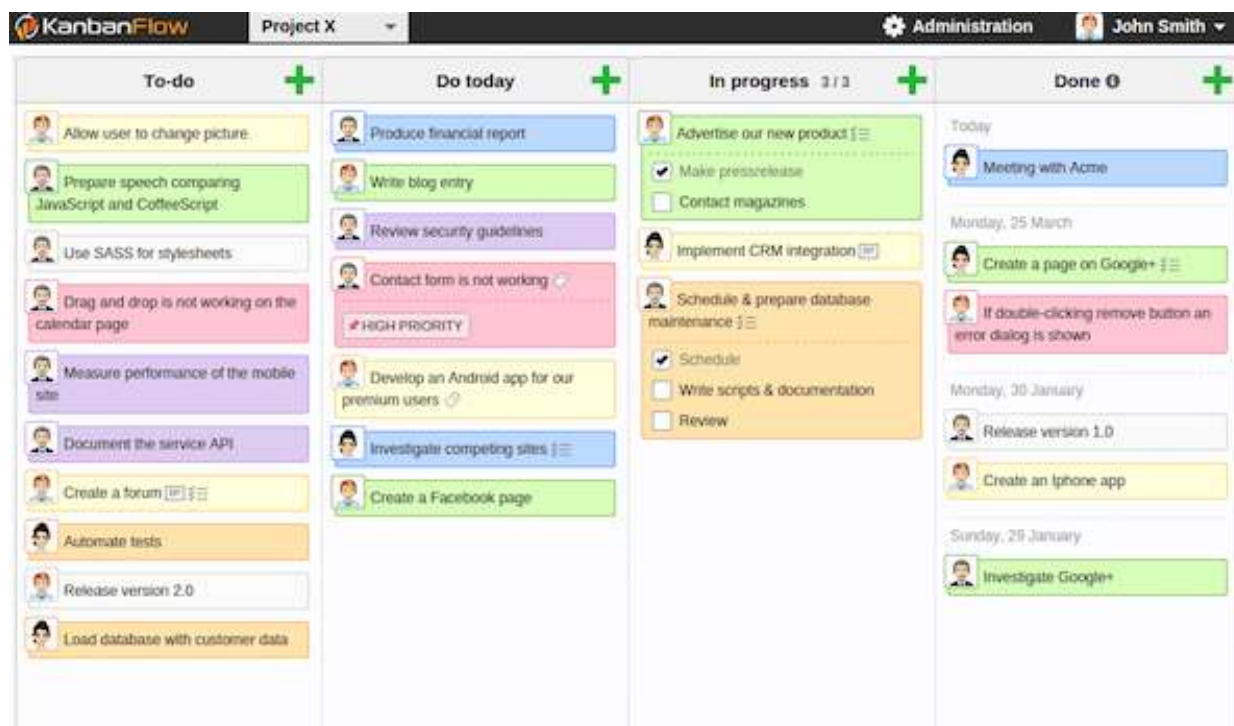 KanbanFlow
Project X
Administration
John Smith
To-do
Allow user to change picture
Prepare speech comparing
JavaScript and CoffeeScript
Use SASS for stylesheets
Drag and drop is not working on the
calendar page
Measure performance of the mobile
site
Document the service API
Create a forum
Automate tests
Release version 2.0
Load database with customer data
Do today
Produce financial report
Write blog entry
Review security guidelines
Contact form is not working
HIGH PRIORITY
Develop an Android app for our
premium users
Investigate competing sites
Create a Facebook page
In progress 3 / 3
Advertise our new product
Make pressrelease
Contact magazines
Implement CRM integration
Schedule & prepare database
maintenance
Schedule
Write scripts & documentation
Review
Done
Today
Meeting with Acme
Monday, 25 March
Create a page on Google+
If double-clicking remove button an
error dialog is shown
Monday, 30 January
Release version 1.0
Create an Iphone app
Sunday, 29 January
Investigate Google+